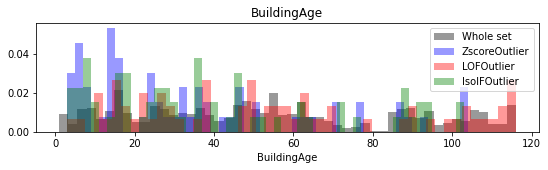 BuildingAge
Whole set
ZscoreOutlier
LOFOutlier
IsoIFOutlier
0.04
0.02
0.00
0 20 40 60 80 100 120
BuildingAge